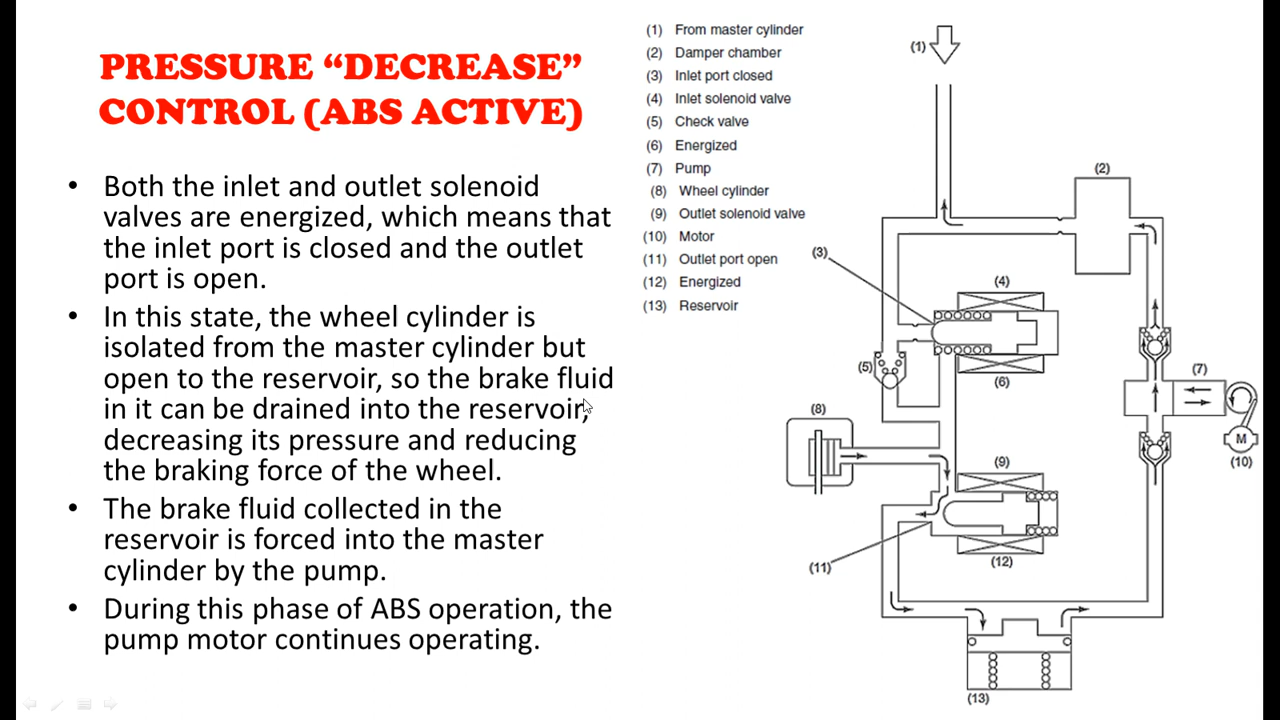 PRESSURE “DECREASE”
CONTROL (ABS ACTIVE)
• Both the inlet and outlet solenoid
valves are energized, which means that
the inlet port is closed and the outlet
port is open.
• In this state, the wheel cylinder is
isolated from the master cylinder but
open to the reservoir, so the brake fluid
in it can be drained into the reservoir,
decreasing its pressure and reducing
the braking force of the wheel.
• The brake fluid collected in the
reservoir is forced into the master
cylinder by the pump.
• During this phase of ABS operation, the
pump motor continues operating.
(1) From master cylinder
(2) Damper chamber
(3) Inlet port closed
(4) Inlet solenoid valve
(5) Check valve
(6) Energized
(7) Pump
(8) Wheel cylinder
(9) Outlet solenoid valve
(10) Motor
(11) Outlet port open
(12) Energized
(13) Reservoir
(1)
(2)
(3)
(4)
(5)
(6)
(7)
(8)
M
(10)
(9)
(11)
(12)
(13)